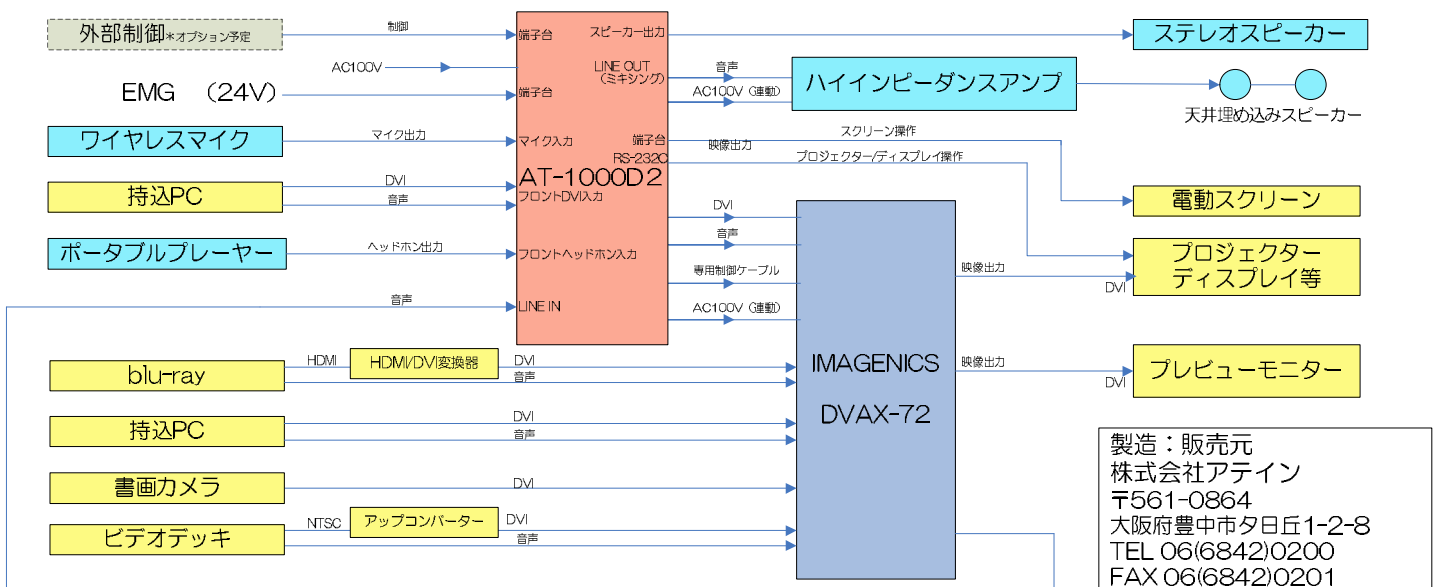 外部制御*オプション予定
制御
端子台
スピーカー出力
ステレオスピーカー
AC100V
LINE OUT
(ミキシング)
音声
ハイインピーダンスアンプ
EMG (24V)
端子台
AC100V (連動)
天井埋め込みスピーカー
ワイヤレスマイク
マイク出力
マイク入力
端子台
映像出力
スクリーン操作
RS-232C
プロジェクター/ディスプレイ操作
AT-1000D2
持込PC
DVI
音声
フロントDVI入力
DVI
電動スクリーン
ポータブルプレーヤー
ヘッドホン出力
フロントヘッドホン入力
音声
専用制御ケーブル
映像出力
DVI
プロジェクター
ディスプレイ等
音声
LINE IN
AC100V (連動)
blu-ray
HDMI
HDMI/DVI変換器
DVI
音声
IMAGENICS
DVAX-72
映像出力
DVI
プレビューモニター
持込PC
DVI
音声
書画カメラ
DVI
ビデオデッキ
NTSC
アップコンバーター
DVI
音声
製造：販売元
株式会社アテイン
〒561-0864
大阪府豊中市夕日丘1-2-8
TEL 06(6842)0200
FAX 06(6842)0201